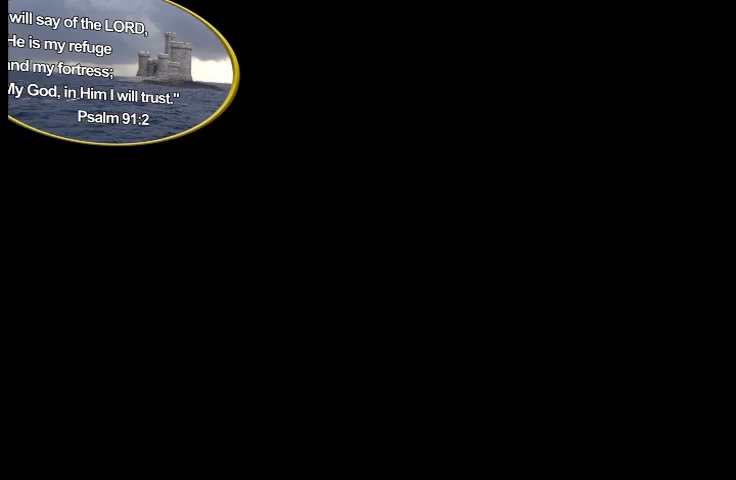 will say of the LORD,
He is my refuge
and my fortress;
My God, in Him I will trust."
Psalm 91:2